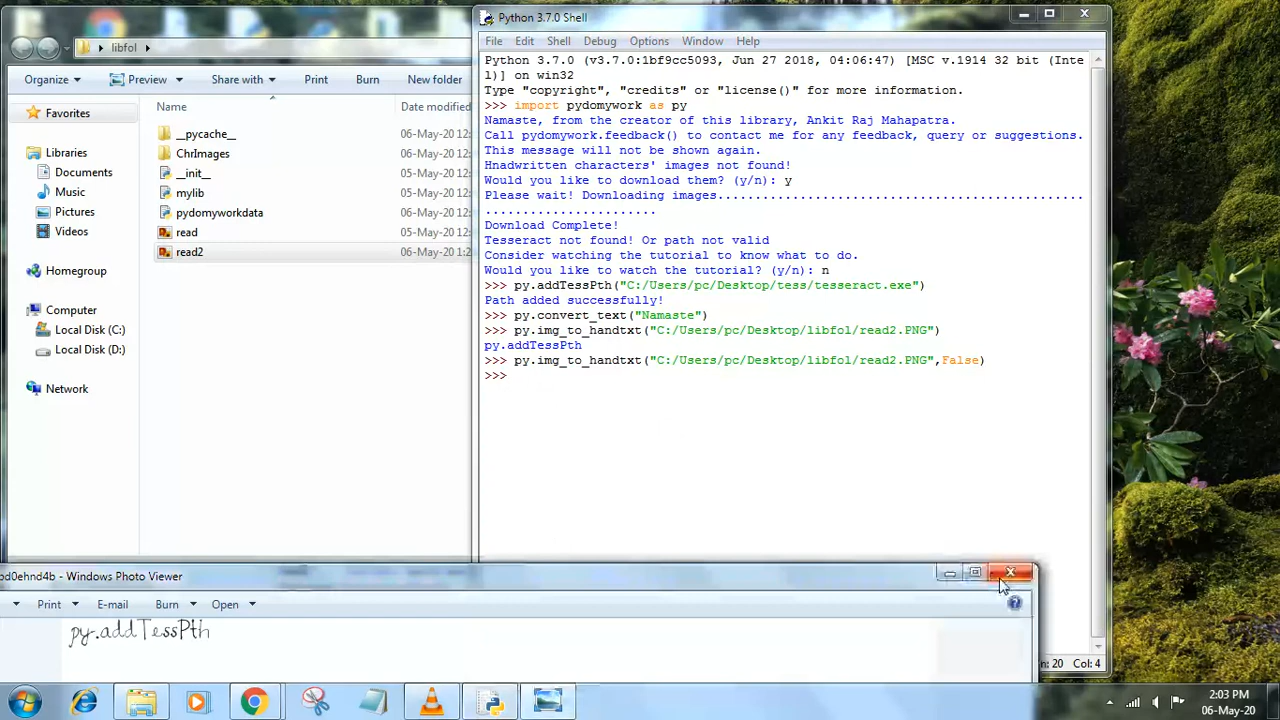 Python 3.7.0 Shell
libfol
File Edit Shell Debug Options Window Help
Python 3.7.0 (v3.7.0:1bf9cc5093, Jun 27 2018, 04:06:47) [MSC v.1914 32 bit (Inte
l)] on win32
Type "copyright", "credits" or "license()" for more information.
>>> import pydomywork as py
Namaste, from the creator of this library, Ankit Raj Mahapatra.
Call pydomywork.feedback() to contact me for any feedback, query or suggestions.
This message will not be shown again.
Hnadwritten characters' images not found!
Would you like to download them? (y/n): y
Please wait! Downloading images....................................................
.......................
Download Complete!
Tesseract not found! Or path not valid
Consider watching the tutorial to know what to do.
Would you like to watch the tutorial? (y/n): n
>>> py.addTessPth("C:/Users/pc/Desktop/tess/tesseract.exe")
Path added successfully!
>>> py.convert_text("Namaste")
>>> py.img_to_handtxt("C:/Users/pc/Desktop/libfol/read2.PNG")
py.addTessPth
>>> py.img_to_handtxt("C:/Users/pc/Desktop/libfol/read2.PNG",False)
>>>
Organize Preview Share with Print Burn New folder
Name Date modified
Favorites
Libraries
Documents
Music
Pictures
Videos
Homegroup
Computer
Local Disk (C:)
Local Disk (D:)
Network
__pycache__ 06-May-20 12:
ChrImages 06-May-20 12:
__init__ 05-May-20 12:
mylib 05-May-20 12:
pydomyworkdata 06-May-20 12:
read 05-May-20 12:
read2 06-May-20 1:2
0ehnd4b - Windows Photo Viewer
Print E-mail Burn Open
py.addTessPth
n: 20 Col: 4
2:03 PM
06-May-20